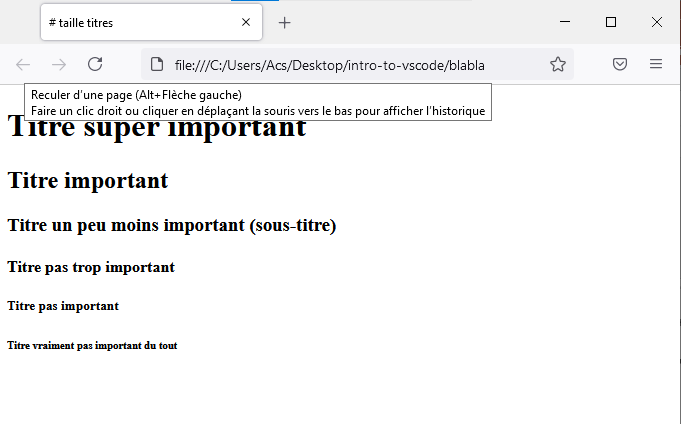 # taille titres
file:///C:/Users/Acs/Desktop/intro-to-vscode/blabla
Reculer d'une page (Alt+Flèche gauche)
Faire un clic droit ou cliquer en déplaçant la souris vers le bas pour afficher l'historique
Titre super important
Titre important
Titre un peu moins important (sous-titre)
Titre pas trop important
Titre pas important
Titre vraiment pas important du tout